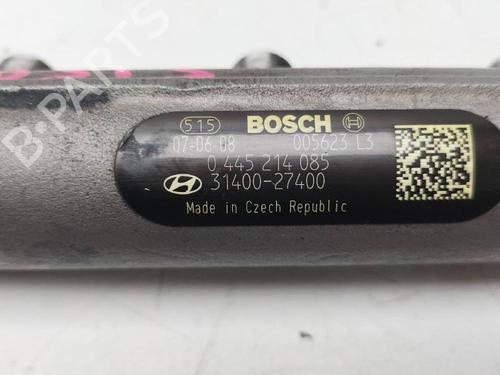 515 BOSCH
07-06-08 005623 L3
0 445 214 085
31400-27400
Made in Czech Republic
B-PARTS